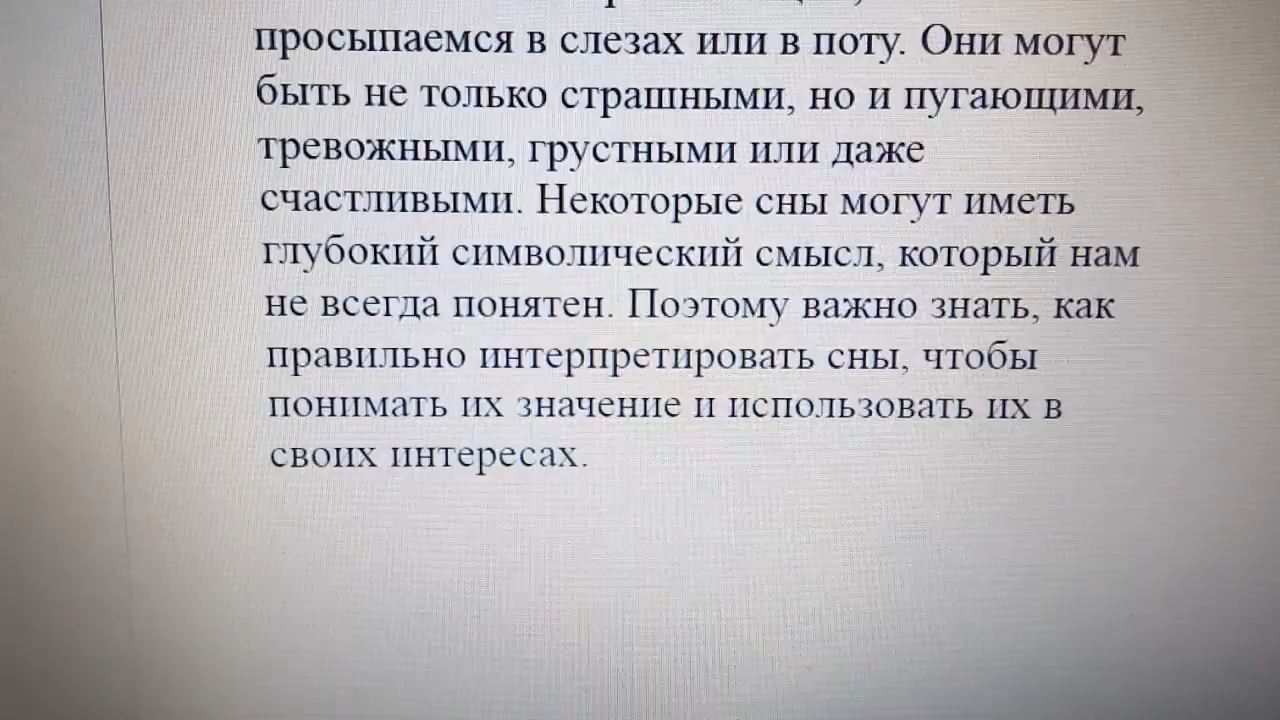 просыпаемся в слезах или в поту. Они могут
быть не только страшными, но и пугающими,
тревожными, грустными или даже
счастливыми. Некоторые сны могут иметь
глубокий символический смысл, который нам
не всегда понятен. Поэтому важно знать, как
правильно интерпретировать сны, чтобы
понимать их значение и использовать их в
своих интересах.